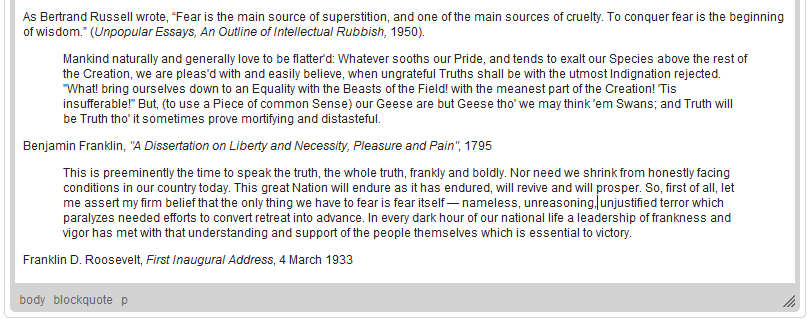 As Bertrand Russell wrote, “Fear is the main source of superstition, and one of the main sources of cruelty. To conquer fear is the beginning
of wisdom.” (Unpopular Essays, An Outline of Intellectual Rubbish, 1950).
Mankind naturally and generally love to be flatter'd: Whatever sooths our Pride, and tends to exalt our Species above the rest of
the Creation, we are pleas'd with and easily believe, when ungrateful Truths shall be with the utmost Indignation rejected.
"What! bring ourselves down to an Equality with the Beasts of the Field! with the meanest part of the Creation! 'Tis
insufferable!" But, (to use a Piece of common Sense) our Geese are but Geese tho' we may think 'em Swans; and Truth will
be Truth tho' it sometimes prove mortifying and distasteful.
Benjamin Franklin, "A Dissertation on Liberty and Necessity, Pleasure and Pain", 1795
This is preeminently the time to speak the truth, the whole truth, frankly and boldly. Nor need we shrink from honestly facing
conditions in our country today. This great Nation will endure as it has endured, will revive and will prosper. So, first of all, let
me assert my firm belief that the only thing we have to fear is fear itself — nameless, unreasoning, unjustified terror which
paralyzes needed efforts to convert retreat into advance. In every dark hour of our national life a leadership of frankness and
vigor has met with that understanding and support of the people themselves which is essential to victory.
Franklin D. Roosevelt, First Inaugural Address, 4 March 1933
body blockquote p